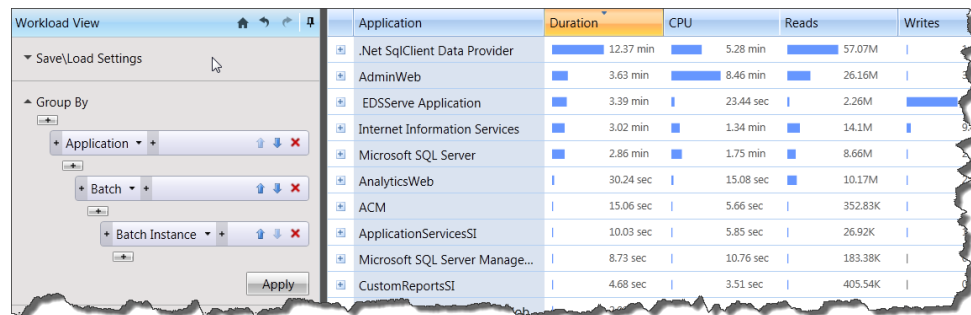 Workload View
Save\Load Settings
Group By
Application
Batch
Batch Instance
Apply
Application Duration CPU Reads Writes
.Net SqlClient Data Provider 12.37 min 5.28 min 57.07M
AdminWeb 3.63 min 8.46 min 26.16M
EDSServe Application 3.39 min 23.44 sec 2.26M
Internet Information Services 3.02 min 1.34 min 14.1M
Microsoft SQL Server 2.86 min 1.75 min 8.66M
AnalyticsWeb 30.24 sec 15.08 sec 10.17M
ACM 15.06 sec 5.66 sec 352.83K
ApplicationServicesSI 10.03 sec 5.85 sec 26.92K
Microsoft SQL Server Manage... 8.73 sec 10.76 sec 183.38K
CustomReportsSI 4.68 sec 3.51 sec 405.54K